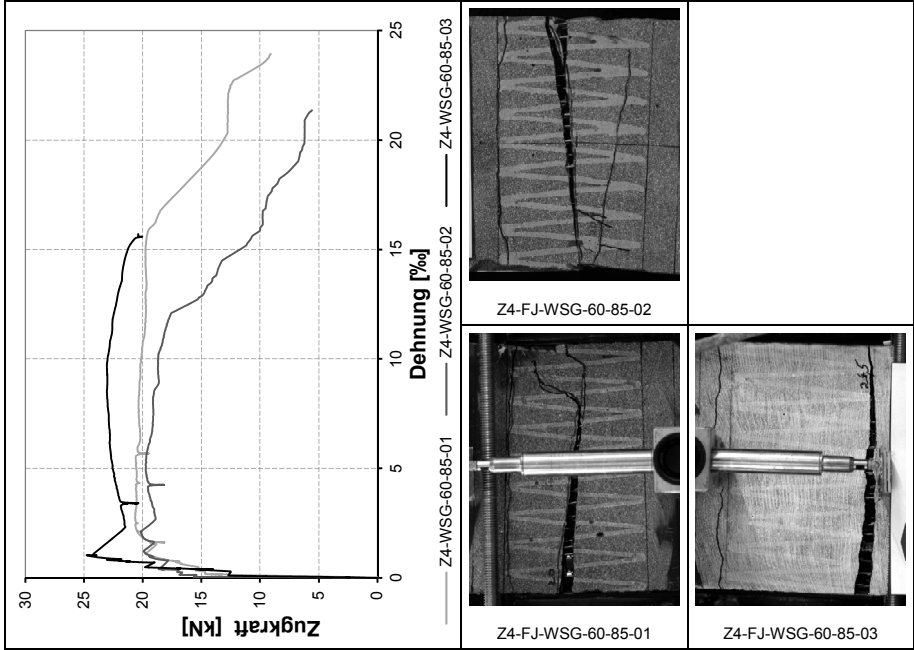 Zugkraft [kN]
30
25
20
15
10
5
0
0
5
10
15
20
25
Dehnung [‰]
Z4-WSG-60-85-01
Z4-WSG-60-85-02
Z4-WSG-60-85-03
Z4-FJ-WSG-60-85-01
Z4-FJ-WSG-60-85-02
Z4-FJ-WSG-60-85-03